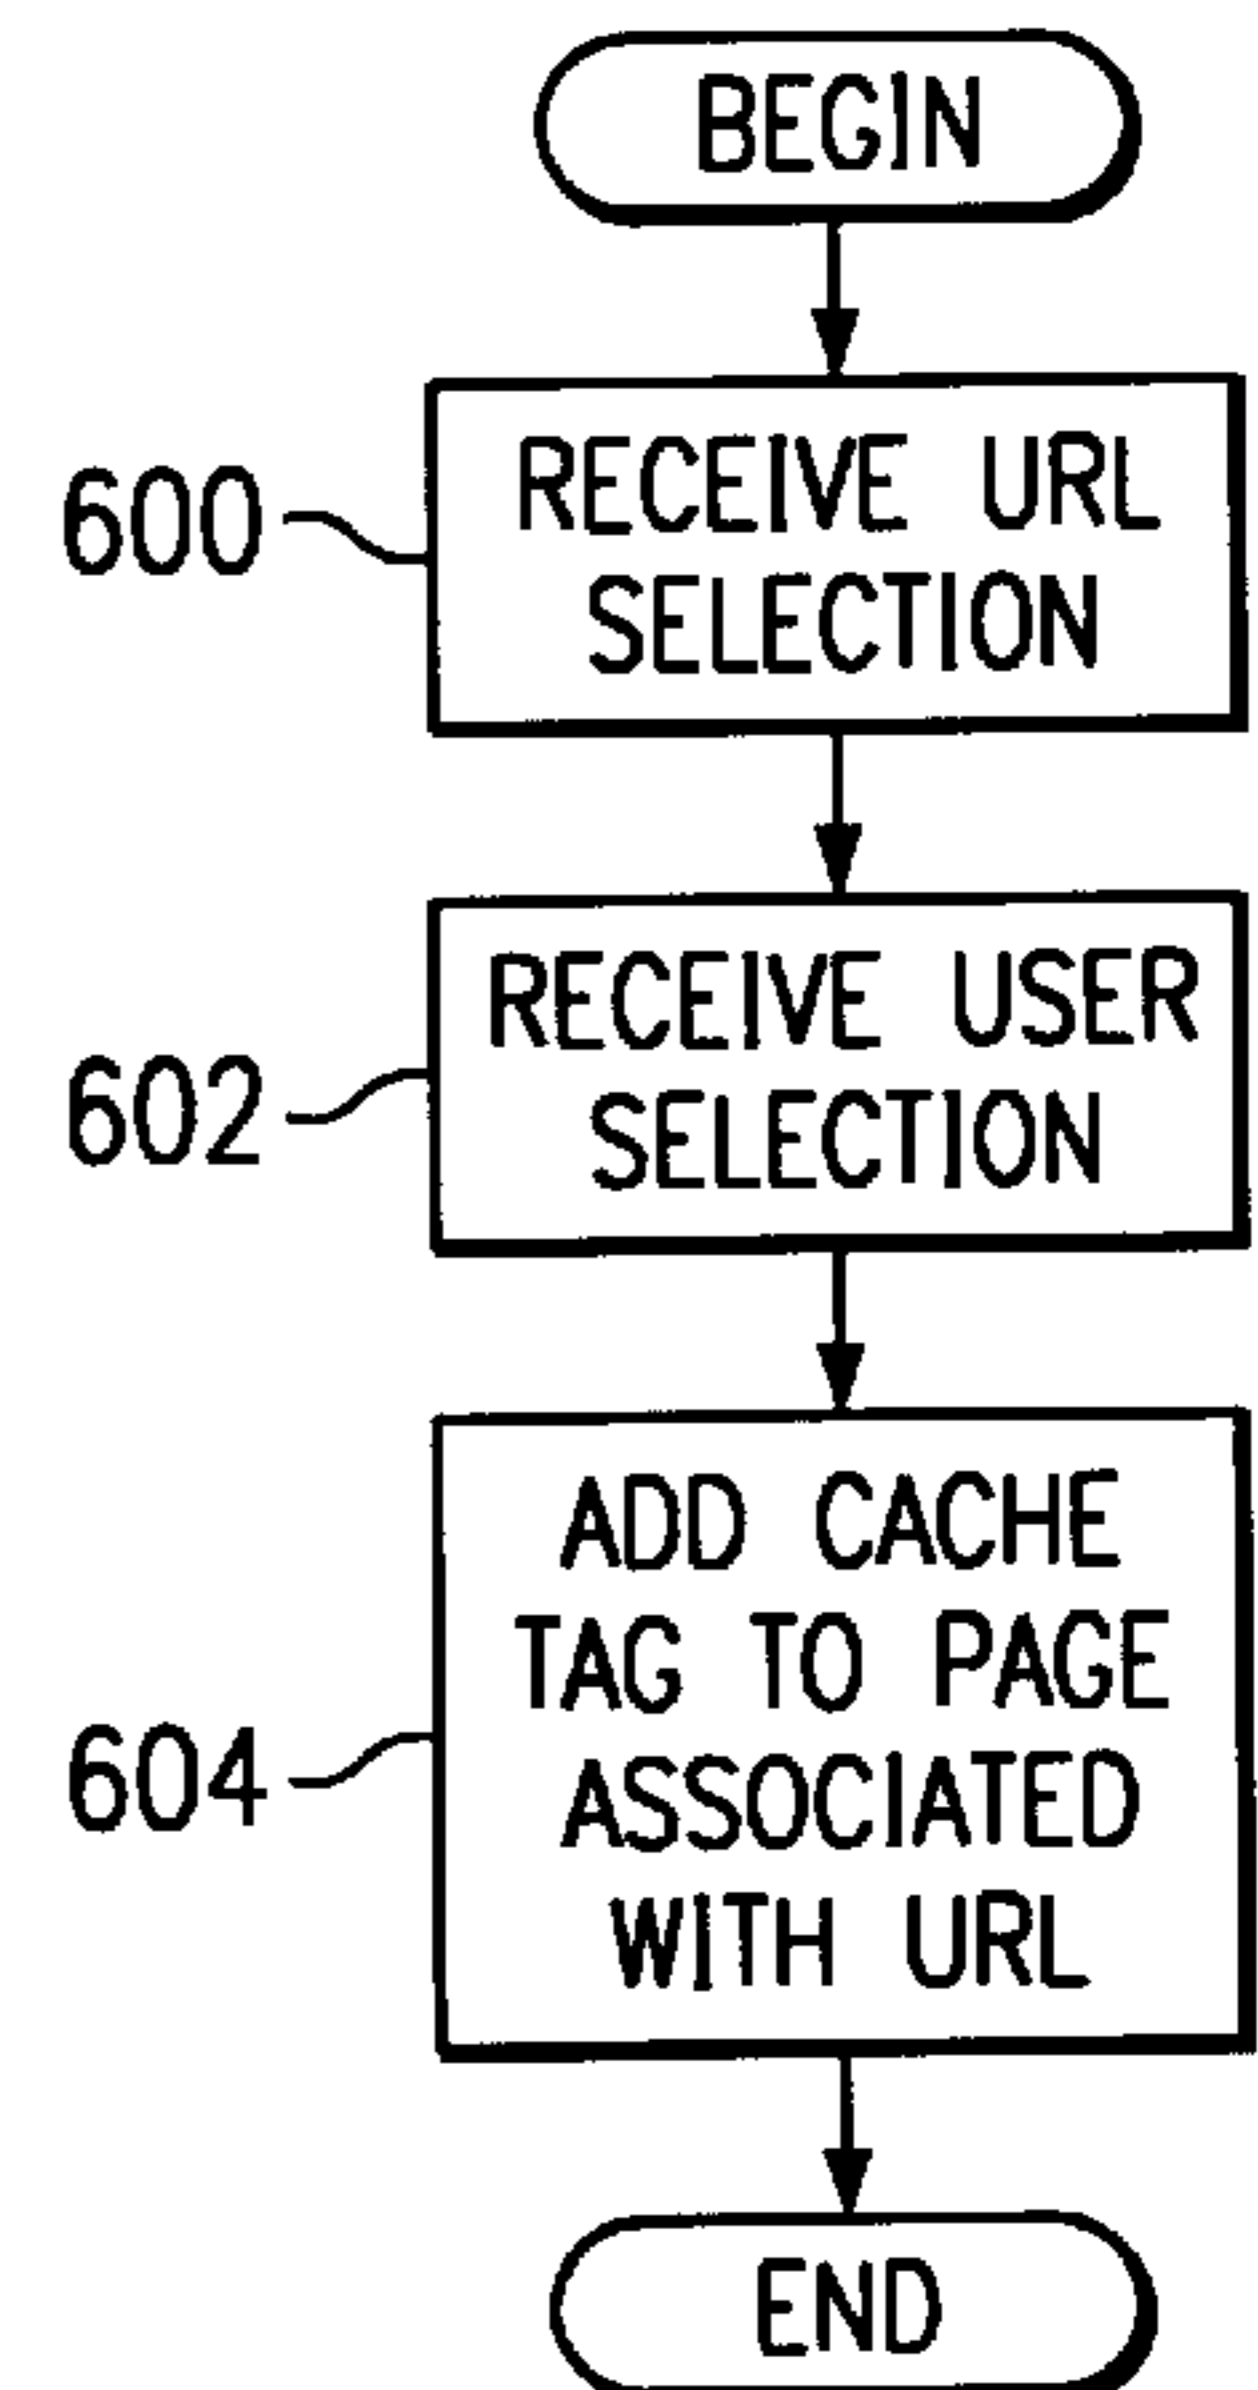 BEGIN
600
RECEIVE URL
SELECTION
602
RECEIVE USER
SELECTION
604
ADD CACHE
TAG TO PAGE
ASSOCIATED
WITH URL
END